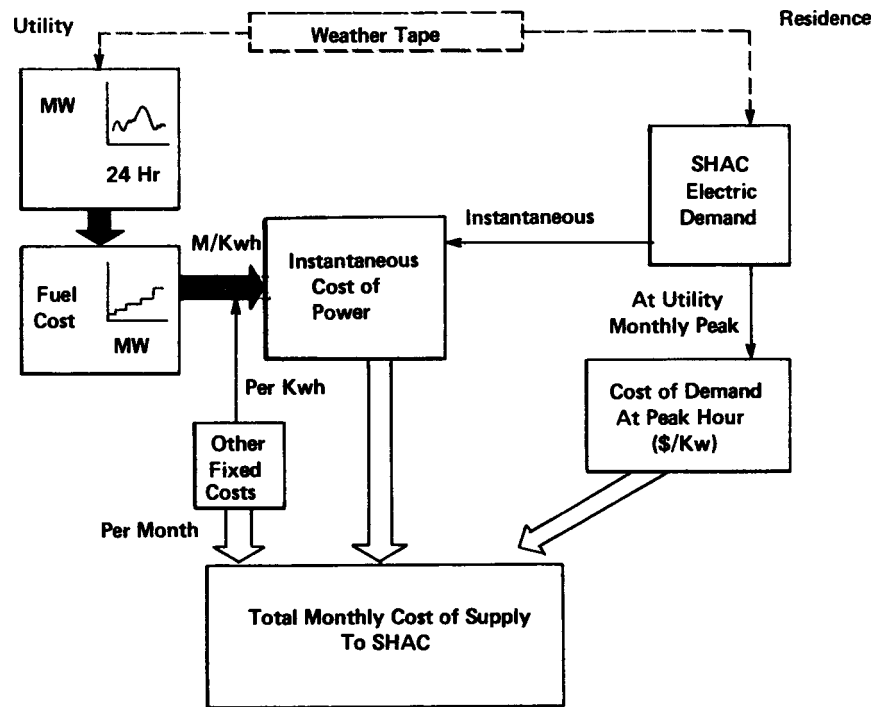 Utility
Weather Tape
Residence
MW
24 Hr
SHAC
Electric
Demand
Instantaneous
M/Kwh
Fuel
Cost
MW
Instantaneous
Cost of
Power
At Utility
Monthly Peak
Per Kwh
Cost of Demand
At Peak Hour
($/Kw)
Other
Fixed
Costs
Per Month
Total Monthly Cost of Supply
To SHAC